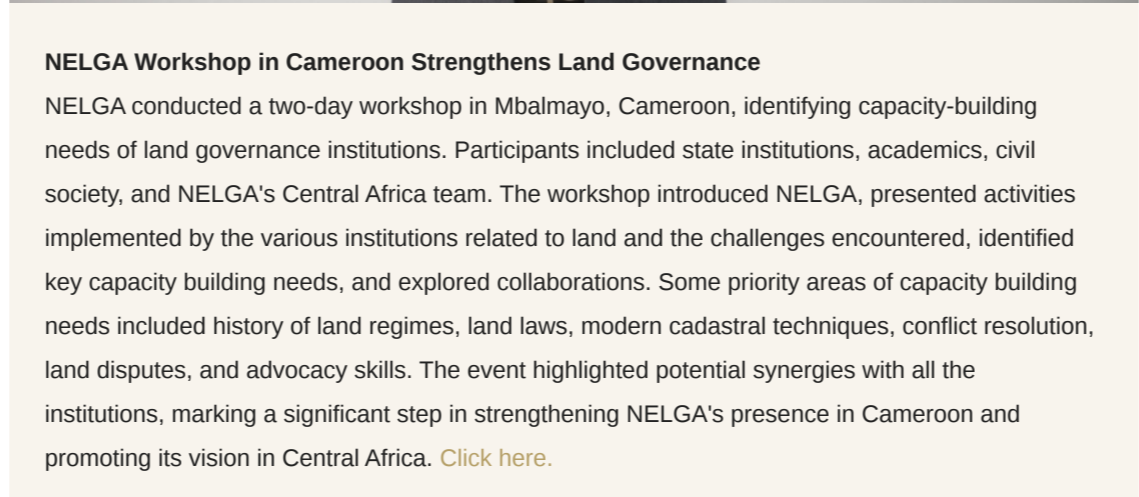 NELGA Workshop in Cameroon Strengthens Land Governance
NELGA conducted a two-day workshop in Mbalmayo, Cameroon, identifying capacity-building
needs of land governance institutions. Participants included state institutions, academics, civil
society, and NELGA's Central Africa team. The workshop introduced NELGA, presented activities
implemented by the various institutions related to land and the challenges encountered, identified
key capacity building needs, and explored collaborations. Some priority areas of capacity building
needs included history of land regimes, land laws, modern cadastral techniques, conflict resolution,
land disputes, and advocacy skills. The event highlighted potential synergies with all the
institutions, marking a significant step in strengthening NELGA's presence in Cameroon and
promoting its vision in Central Africa. Click here.